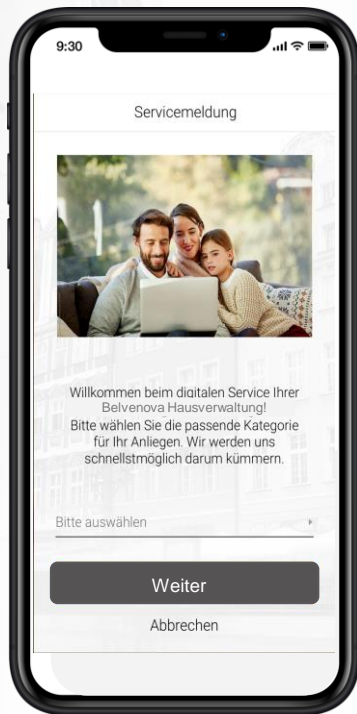 9:30
Servicemeldung
Willkommen beim digitalen Service Ihrer
Belvenova Hausverwaltung!
Bitte wählen Sie die passende Kategorie
für Ihr Anliegen. Wir werden uns
schnellstmöglich darum kümmern.
Bitte auswählen
Weiter
Abbrechen